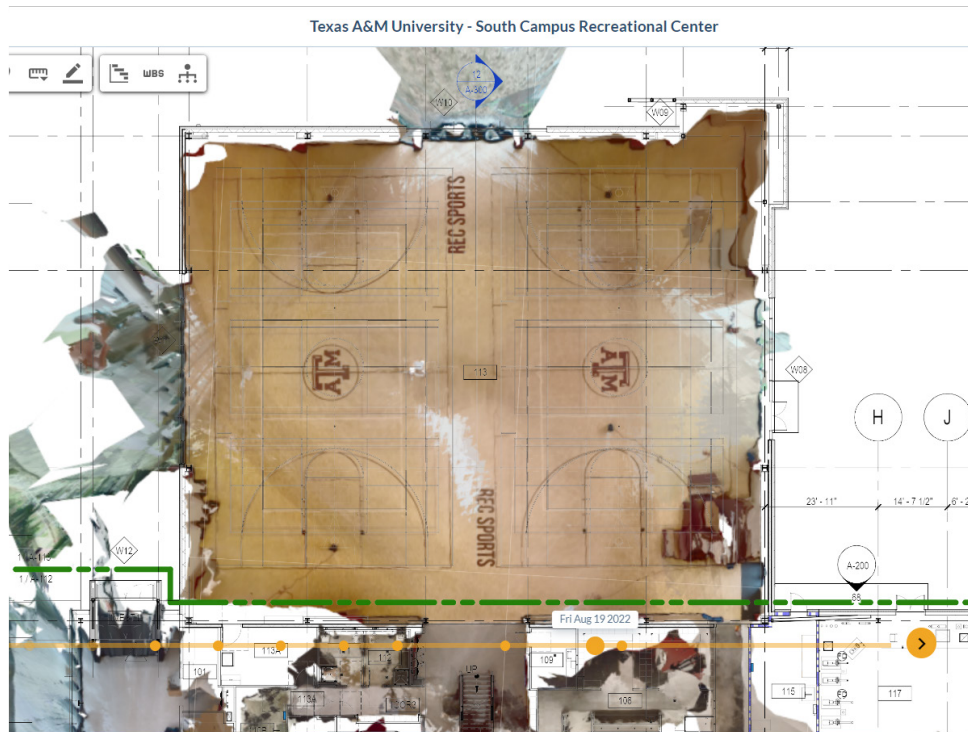 Texas A&M University - South Campus Recreational Center
WBS
12
A-300
W10
W09
REC SPORTS
113
W08
H
J
23' - 11"
14' - 7 1/2"
REC SPORTS
W12
1 / A-112
A-200
68
Fri Aug 19 2022
113A
109
101
UP
113A
108
115
117